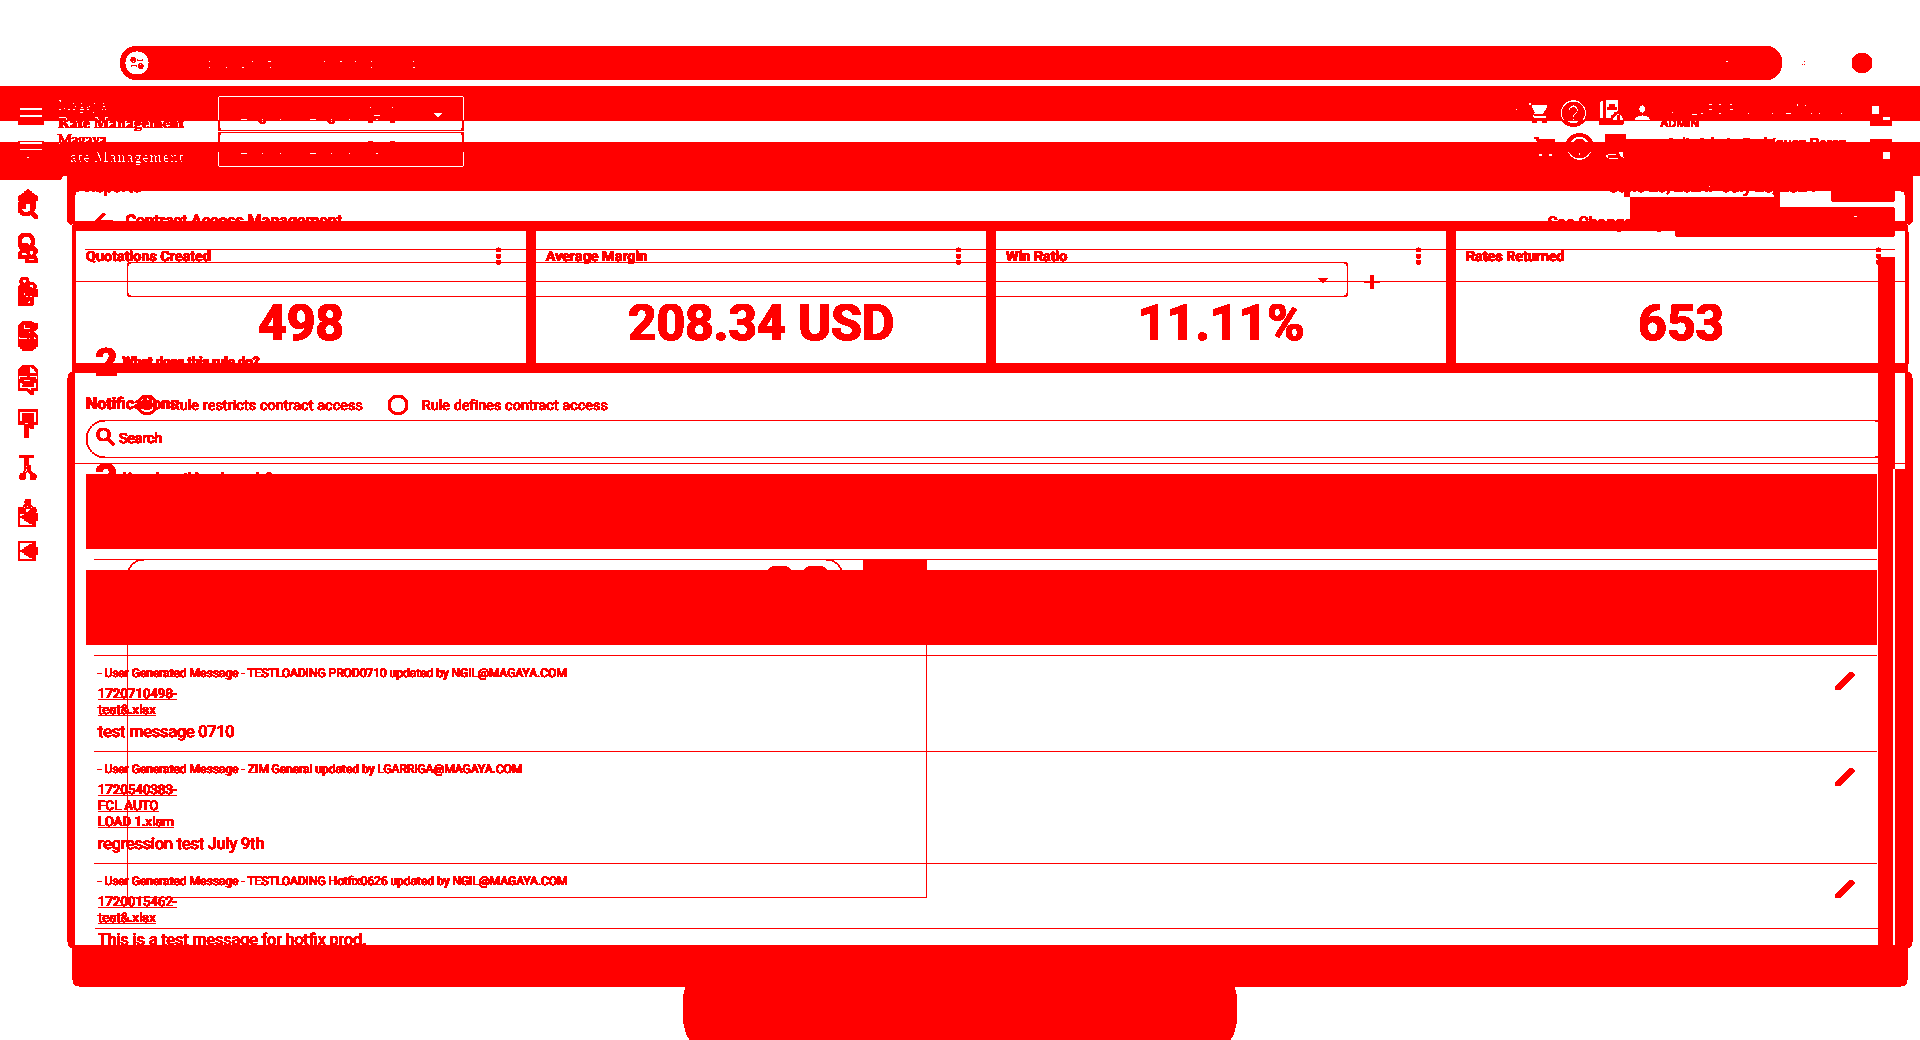 Magaya
Rate Management
Magaya
Rate Management
ADMIN
Reports
Contract Access Management
Quotations Created
Average Margin
Win Ratio
Rates Returned
498
208.34 USD
11.11%
653
2 What does this rule do?
Notifications
Rule restricts contract access
Rule defines contract access
Search
- User Generated Message - TESTLOADING PROD0710 updated by NGIL@MAGAYA.COM
1720710498-
test8.xlsx
test message 0710
- User Generated Message - ZIM General updated by LGARRIGA@MAGAYA.COM
1720540383-
FCL AUTO
LOAD 1.xlsm
regression test July 9th
- User Generated Message - TESTLOADING Hotfix0626 updated by NGIL@MAGAYA.COM
1720015462-
test8.xlsx
This is a test message for hotfix prod.